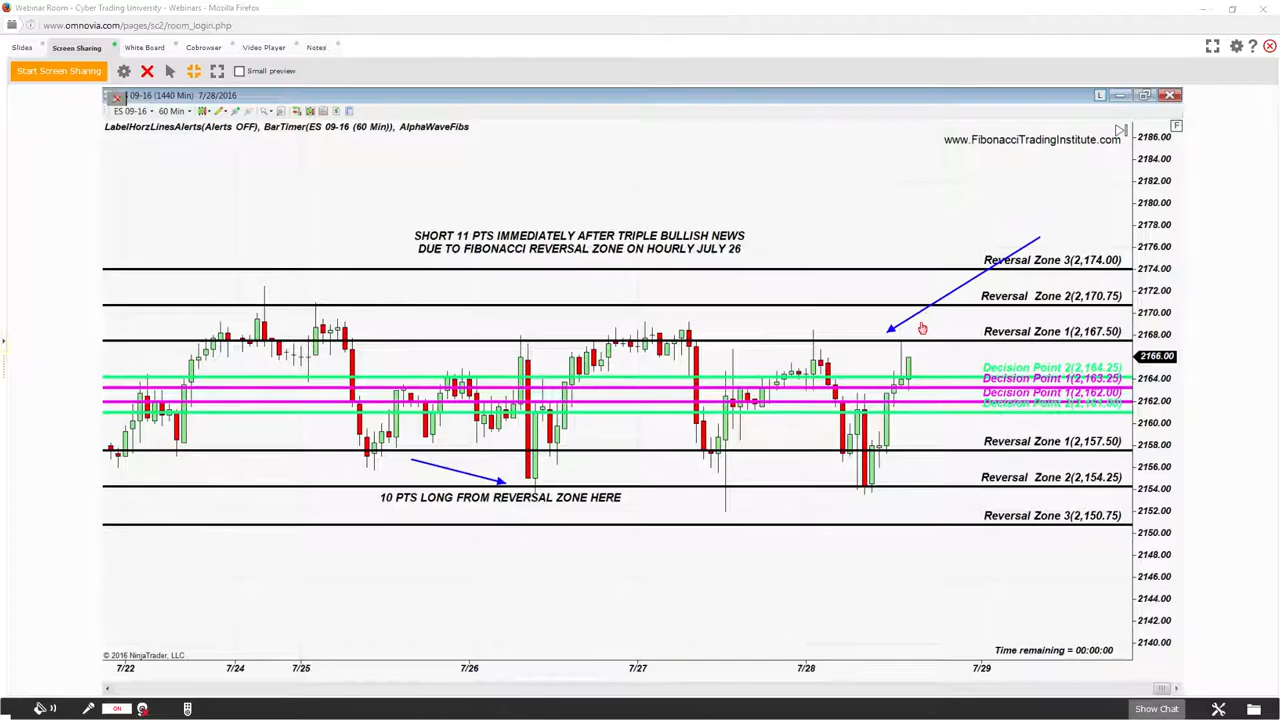 Webinar Room - Cyber Trading University - Webinars - Mozilla Firefox
www.omnovia.com/pages/sc2/room_login.php
Slides Screen Sharing White Board Cobrowser Video Player Notes
Start Screen Sharing Small preview
09-16 (1440 Min) 7/28/2016
L
ES 09-16 60 Min
LabelHorzLinesAlerts(Alerts OFF), BarTimer(ES 09-16 (60 Min)), AlphaWaveFibs
F
www.FibonacciTradingInstitute.com
2186.00
2184.00
2182.00
2180.00
2178.00
SHORT 11 PTS IMMEDIATELY AFTER TRIPLE BULLISH NEWS
DUE TO FIBONACCI REVERSAL ZONE ON HOURLY JULY 26
2176.00
Reversal Zone 3(2,174.00)
2174.00
2172.00
Reversal Zone 2(2,170.75)
2170.00
Reversal Zone 1(2,167.50)
2168.00
2166.00
Decision Point 2(2,164.25)
Decision Point 1(2,163.25)
2164.00
Decision Point 1(2,162.00)
Decision Point 2(2,161.00)
2162.00
2160.00
Reversal Zone 1(2,157.50)
2158.00
2156.00
Reversal Zone 2(2,154.25)
2154.00
10 PTS LONG FROM REVERSAL ZONE HERE
2152.00
Reversal Zone 3(2,150.75)
2150.00
2148.00
2146.00
2144.00
2142.00
2140.00
Time remaining = 00:00:00
© 2016 NinjaTrader, LLC
7/22 7/24 7/25 7/26 7/27 7/28 7/29
ON
Show Chat